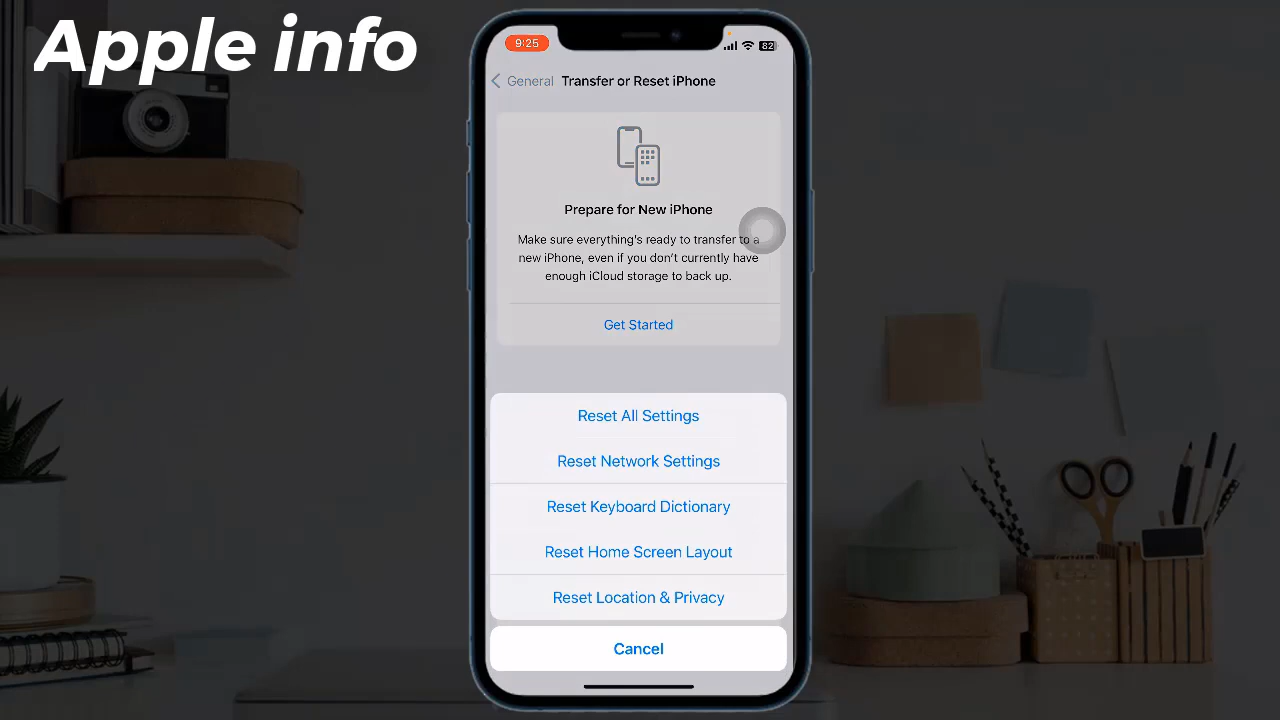 Apple info
9:25
82
General Transfer or Reset iPhone
Prepare for New iPhone
Make sure everything's ready to transfer to a
new iPhone, even if you don't currently have
enough iCloud storage to back up.
Get Started
Reset All Settings
Reset Network Settings
Reset Keyboard Dictionary
Reset Home Screen Layout
Reset Location & Privacy
Cancel